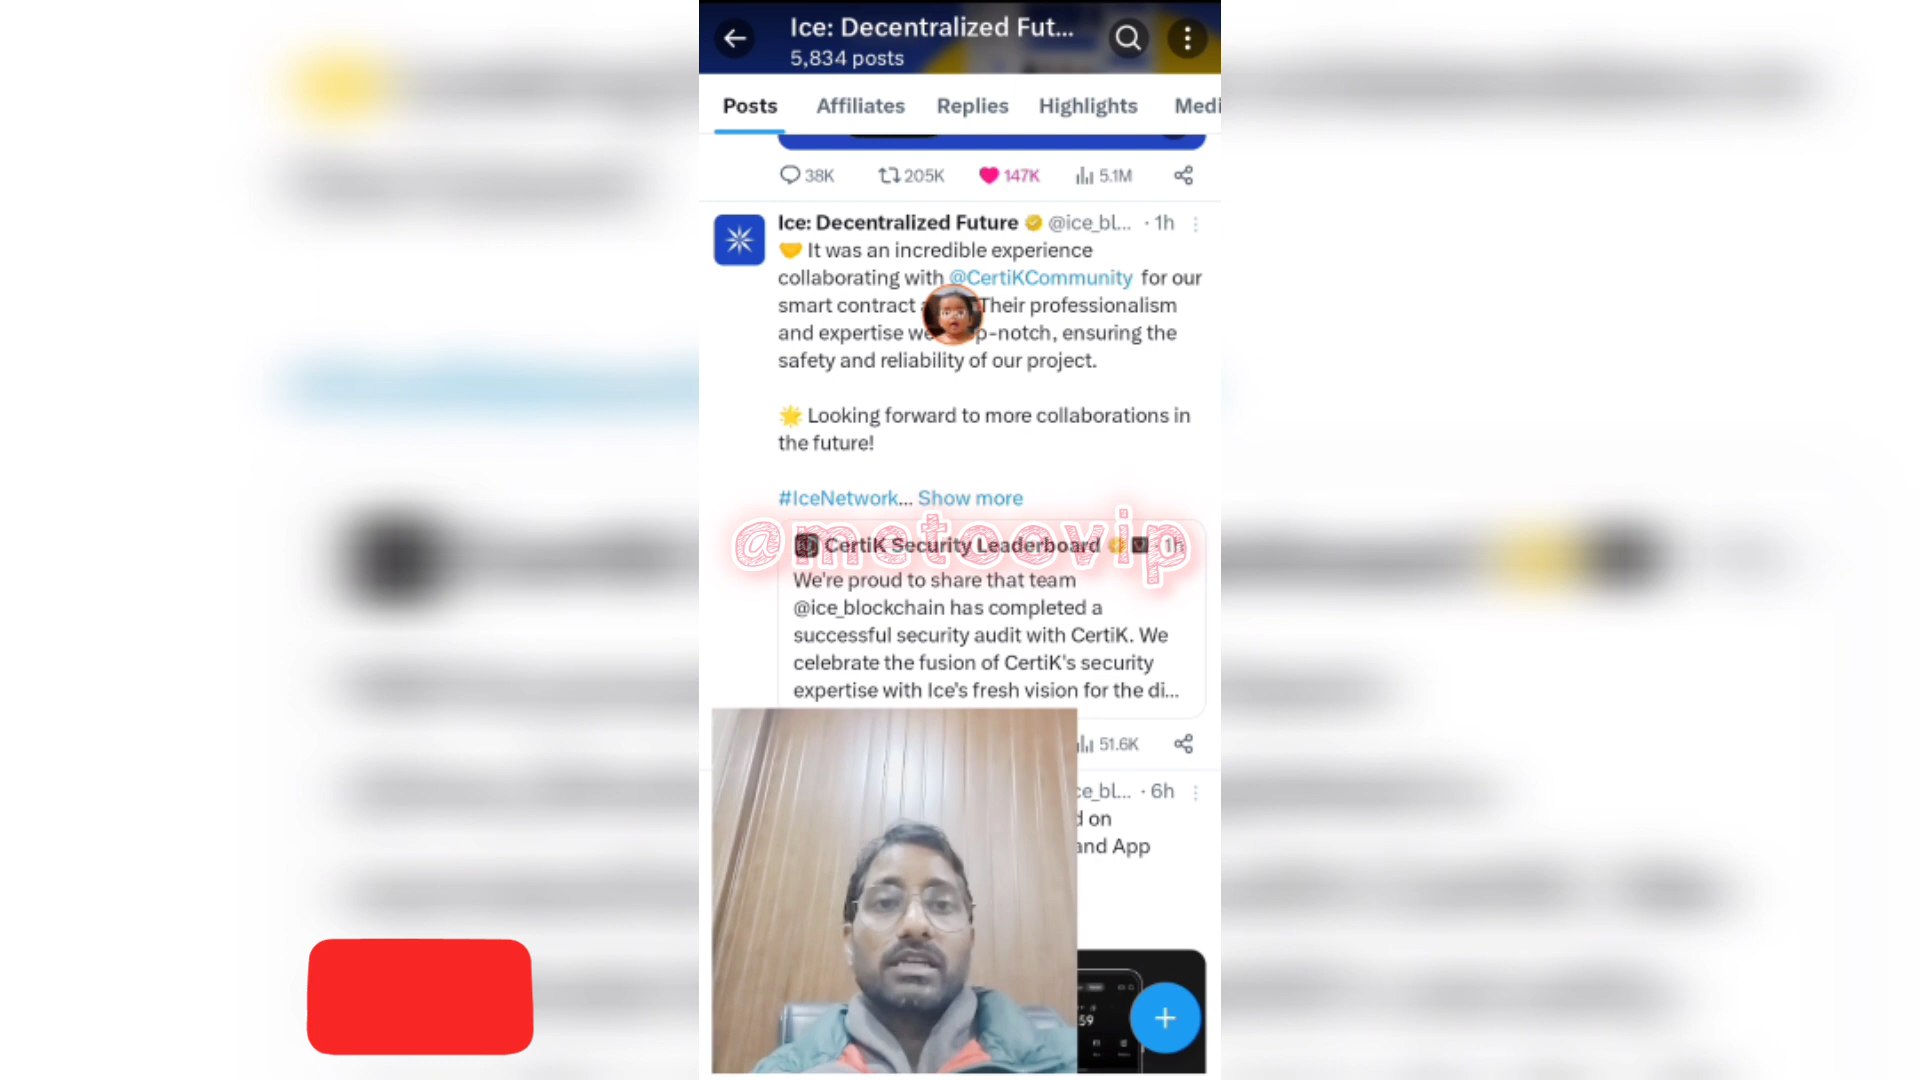 Ice: Decentralized Fut...
5,834 posts
Posts Affiliates Replies Highlights Medi
38K 205K 147K 5.1M
Ice: Decentralized Future @ice_bl... · 1h
🤝 It was an incredible experience
collaborating with @CertiKCommunity for our
smart contract Their professionalism
and expertise p-notch, ensuring the
safety and reliability of our project.
🌟 Looking forward to more collaborations in
the future!
#IceNetwork... Show more
@metoovip
CertiK Security Leaderboard 1h
We're proud to share that team
@ice_blockchain has completed a
successful security audit with CertiK. We
celebrate the fusion of CertiK's security
expertise with Ice's fresh vision for the di...
51.6K
ce_bl... · 6h
d on
and App
59